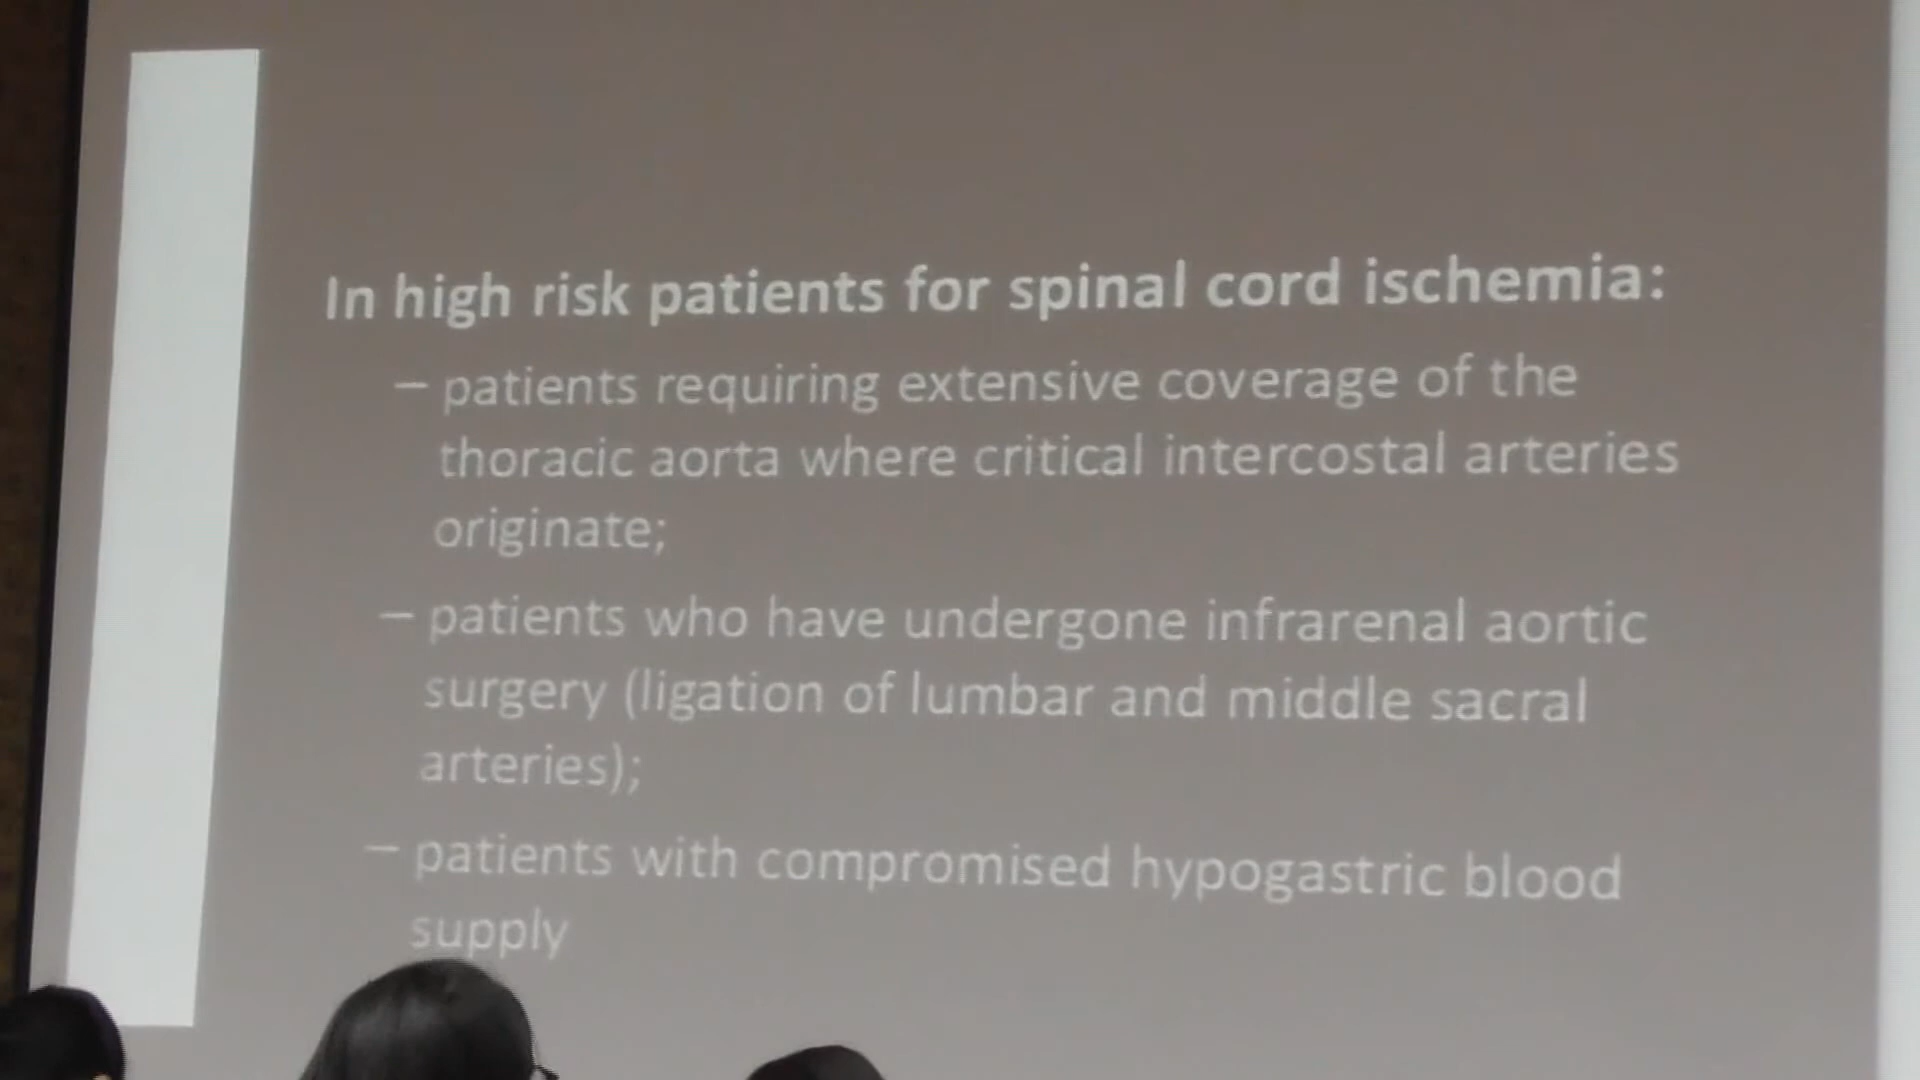 In high risk patients for spinal cord ischemia:
– patients requiring extensive coverage of the
thoracic aorta where critical intercostal arteries
originate;
– patients who have undergone infrarenal aortic
surgery (ligation of lumbar and middle sacral
arteries);
– patients with compromised hypogastric blood
supply